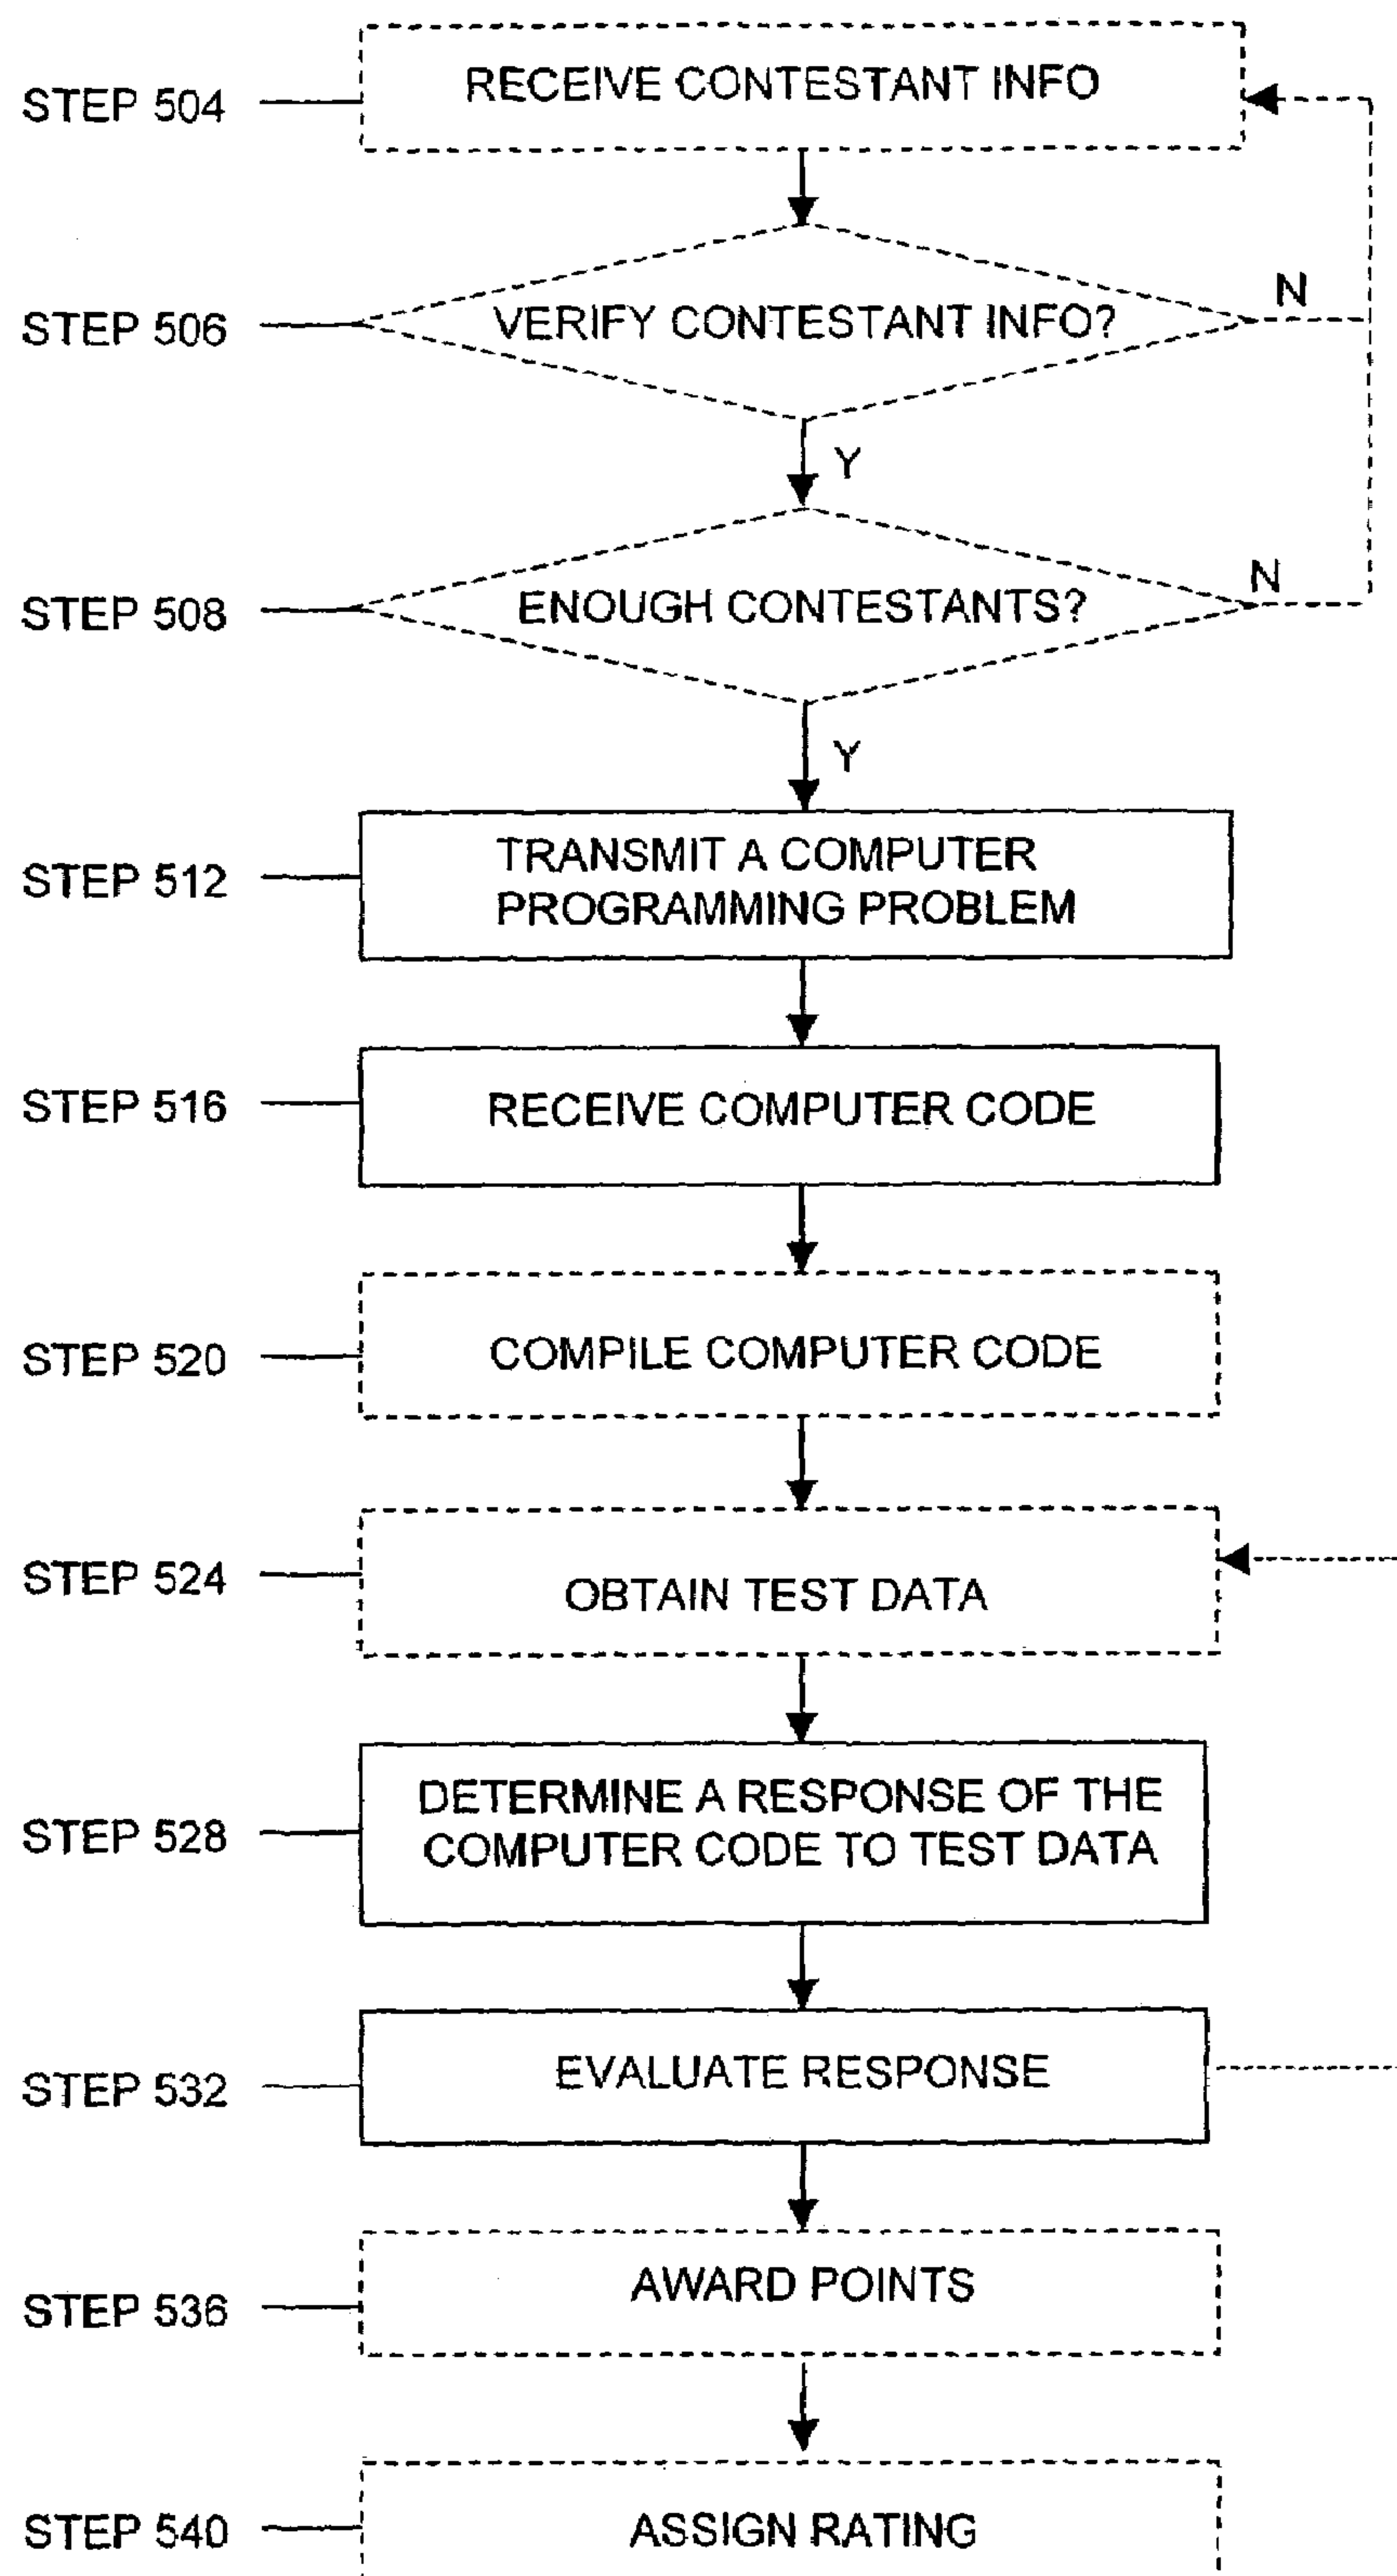 STEP 504
RECEIVE CONTESTANT INFO
STEP 506
VERIFY CONTESTANT INFO?
N
Y
STEP 508
ENOUGH CONTESTANTS?
N
Y
STEP 512
TRANSMIT A COMPUTER
PROGRAMMING PROBLEM
STEP 516
RECEIVE COMPUTER CODE
STEP 520
COMPILE COMPUTER CODE
STEP 524
OBTAIN TEST DATA
STEP 528
DETERMINE A RESPONSE OF THE
COMPUTER CODE TO TEST DATA
STEP 532
EVALUATE RESPONSE
STEP 536
AWARD POINTS
STEP 540
ASSIGN RATING